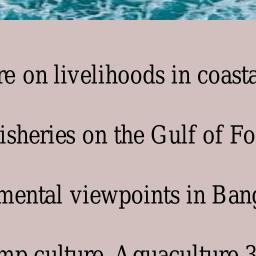 re on livelihoods in coasta
isheries on the Gulf of Fo
mental viewpoints in Bang
mp culture. Aquaculture 3